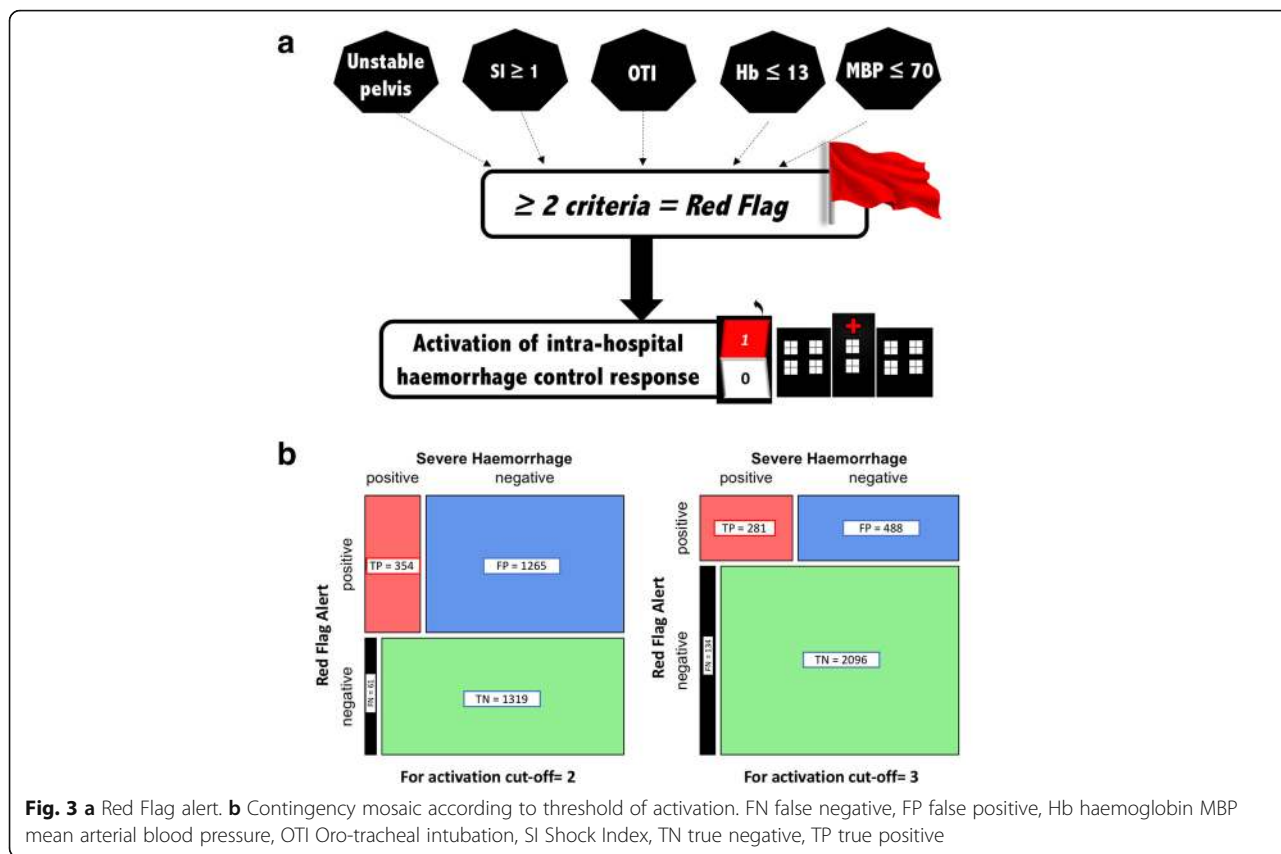 a
Unstable
pelvis
SI ≥ 1
OTI
Hb ≤ 13
MBP ≤ 70
≥ 2 criteria = Red Flag
Activation of intra-hospital
haemorrhage control response
1
0
b
Severe Haemorrhage
positive negative
Red Flag Alert
positive
negative
TP = 354
FP = 1265
FN = 61
TN = 1319
For activation cut-off= 2
Severe Haemorrhage
positive negative
Red Flag Alert
positive
negative
TP = 281
FP = 488
FN = 134
TN = 2096
For activation cut-off= 3
Fig. 3 a Red Flag alert. b Contingency mosaic according to threshold of activation. FN false negative, FP false positive, Hb haemoglobin MBP
mean arterial blood pressure, OTI Oro-tracheal intubation, SI Shock Index, TN true negative, TP true positive